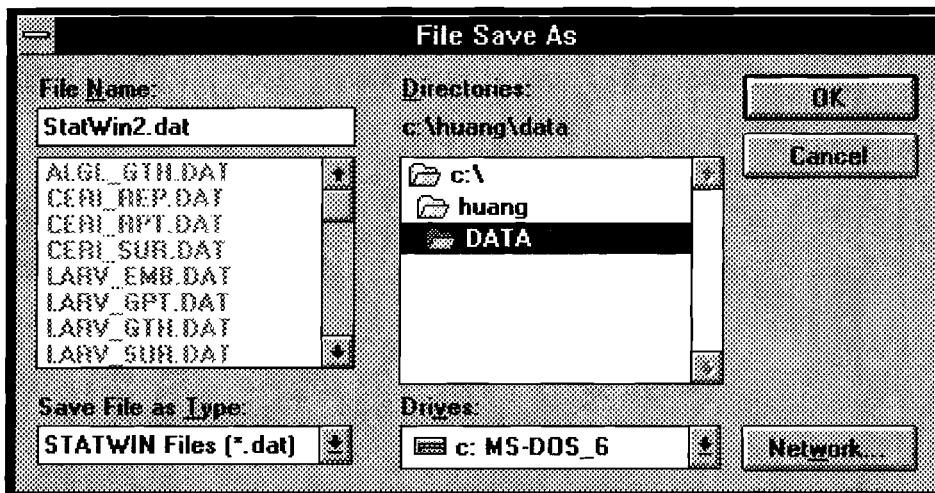 File Save As
File Name:
StatWin2.dat
ALGL_GTH.DAT
CERI_REP.DAT
CERI_RPT.DAT
CERI_SUR.DAT
LARV_EMB.DAT
LARV_GPT.DAT
LARV_GTH.DAT
LARV_SUR.DAT
Save File as Type:
STATWIN Files (*.dat)
Directories:
c:\huang\data
c:\
huang
DATA
Drives:
c: MS-DOS_6
OK
Cancel
Network...